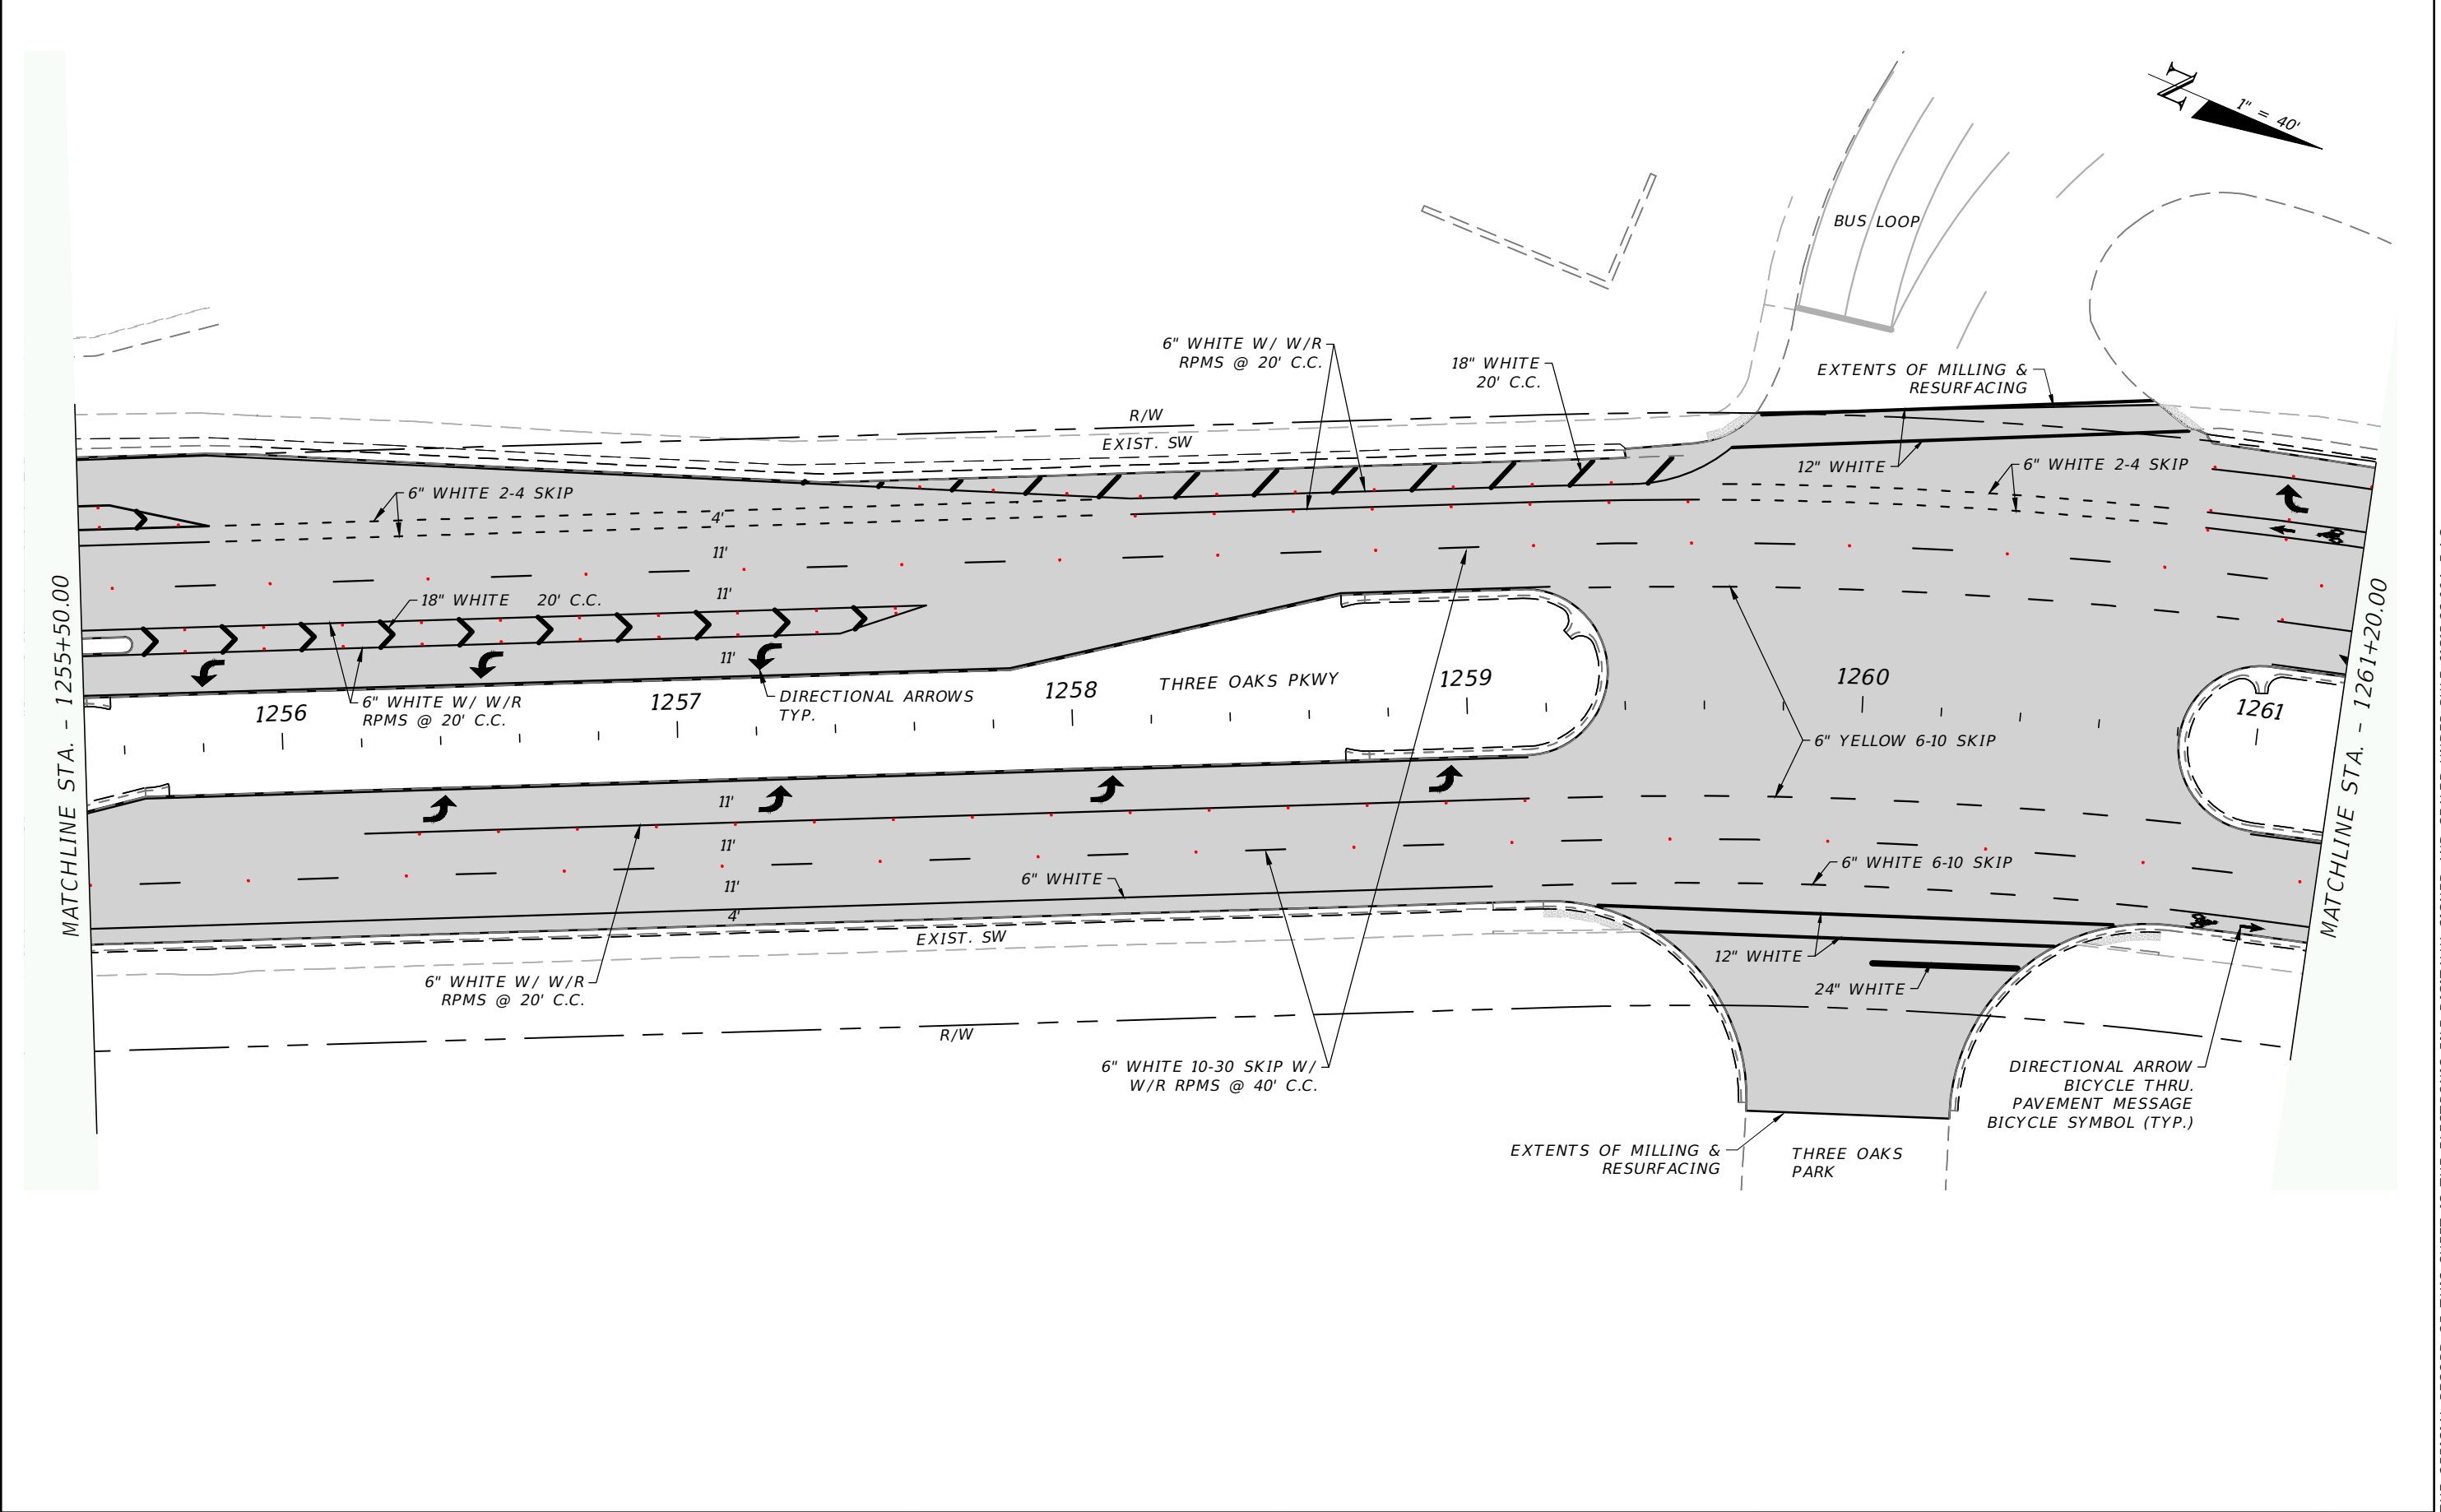 N
1" = 40'
BUS LOOP
6" WHITE W/ W/R
RPMS @ 20' C.C.
18" WHITE
20' C.C.
EXTENTS OF MILLING &
RESURFACING
R/W
EXIST. SW
12" WHITE
6" WHITE 2-4 SKIP
6" WHITE 2-4 SKIP
4'
11'
11'
18" WHITE 20' C.C.
11'
MATCHLINE STA. - 1255+50.00
MATCHLINE STA. - 1261+20.00
THREE OAKS PKWY
1256
1257
1258
1259
1260
1261
6" WHITE W/ W/R
RPMS @ 20' C.C.
DIRECTIONAL ARROWS
TYP.
6" YELLOW 6-10 SKIP
11'
11'
11'
4'
6" WHITE
6" WHITE 6-10 SKIP
EXIST. SW
12" WHITE
24" WHITE
6" WHITE W/ W/R
RPMS @ 20' C.C.
R/W
6" WHITE 10-30 SKIP W/
W/R RPMS @ 40' C.C.
DIRECTIONAL ARROW
BICYCLE THRU.
PAVEMENT MESSAGE
BICYCLE SYMBOL (TYP.)
EXTENTS OF MILLING &
RESURFACING
THREE OAKS
PARK